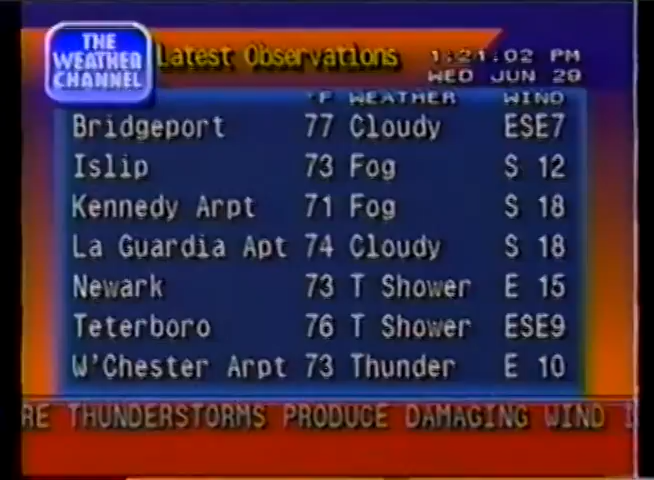 THE
WEATHER
CHANNEL
Latest Observations 1:21:02 PM
WED JUN 29
°F WEATHER WIND
Bridgeport 77 Cloudy ESE7
Islip 73 Fog S 12
Kennedy Arpt 71 Fog S 18
La Guardia Apt 74 Cloudy S 18
Newark 73 T Shower E 15
Teterboro 76 T Shower ESE9
W'Chester Arpt 73 Thunder E 10
RE THUNDERSTORMS PRODUCE DAMAGING WIND